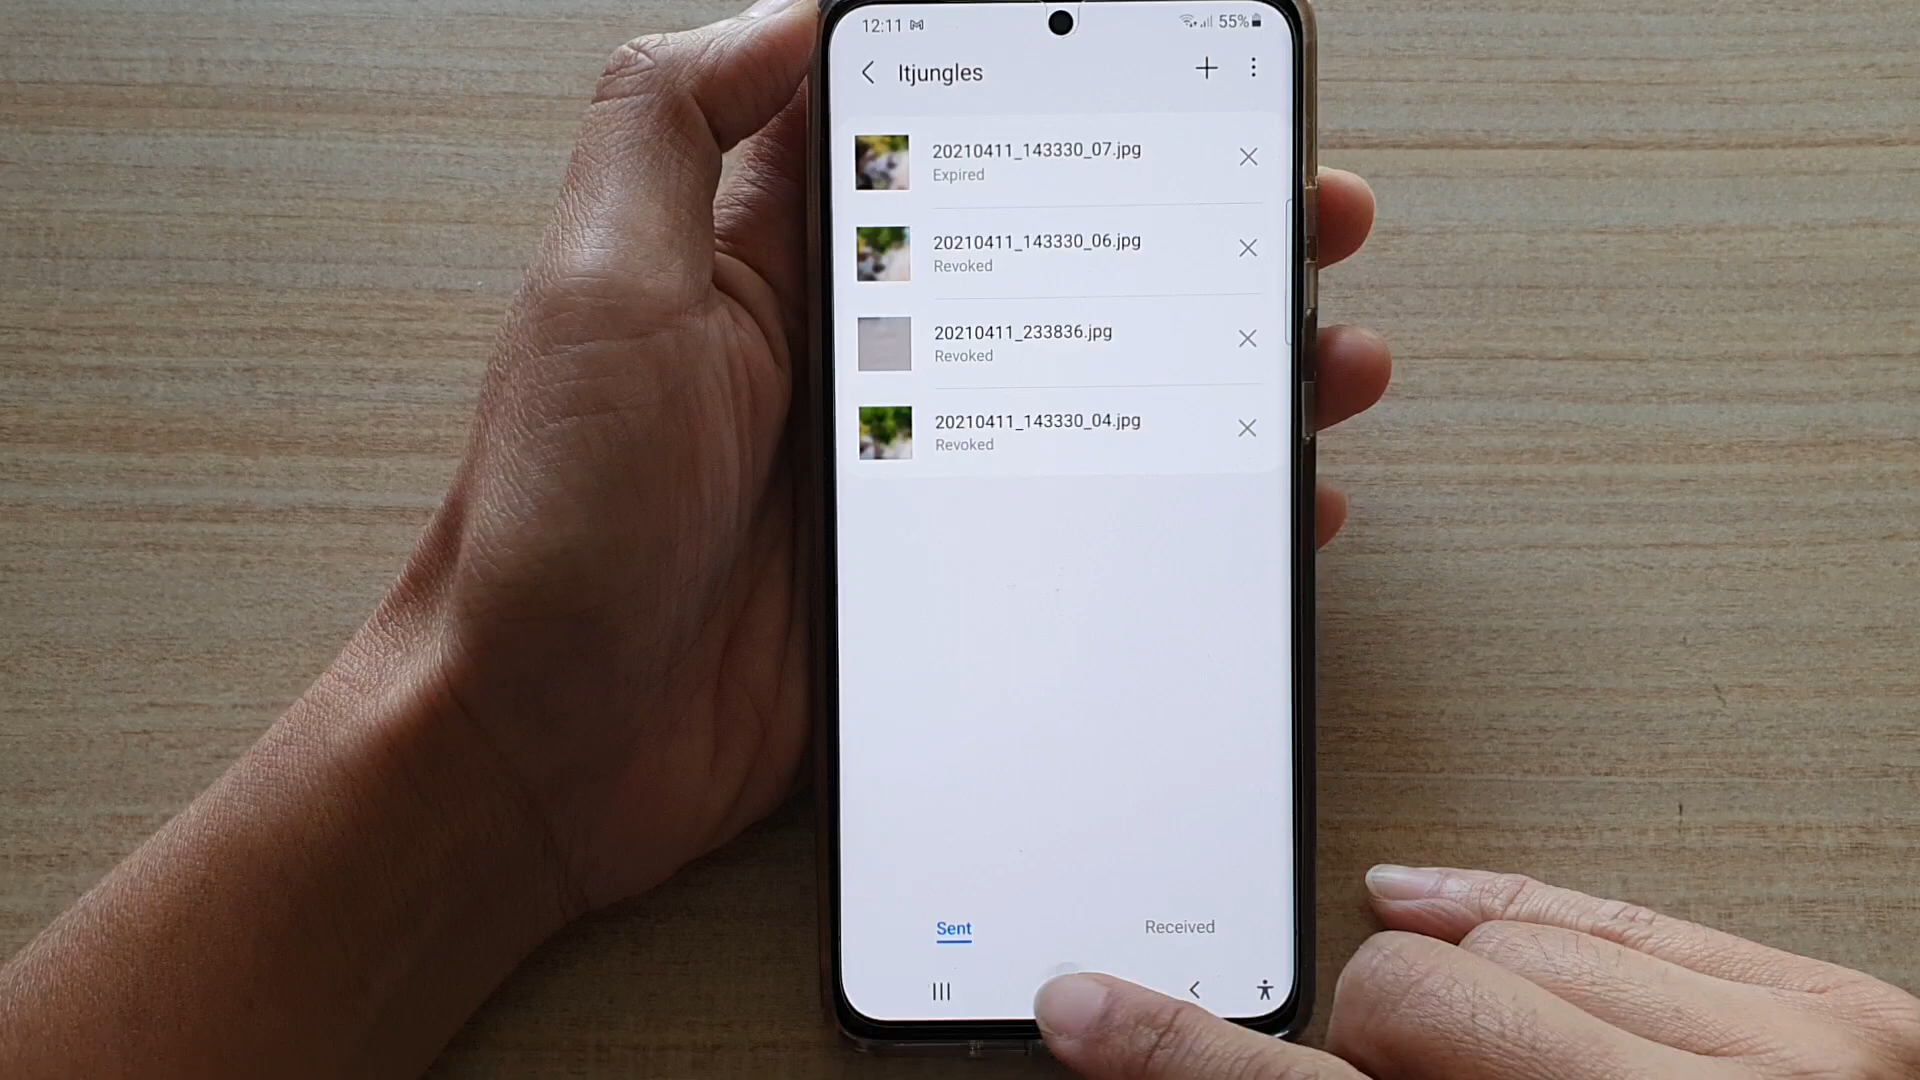 12:11 55%
Itjungles
20210411_143330_07.jpg
Expired
20210411_143330_06.jpg
Revoked
20210411_233836.jpg
Revoked
20210411_143330_04.jpg
Revoked
Sent Received